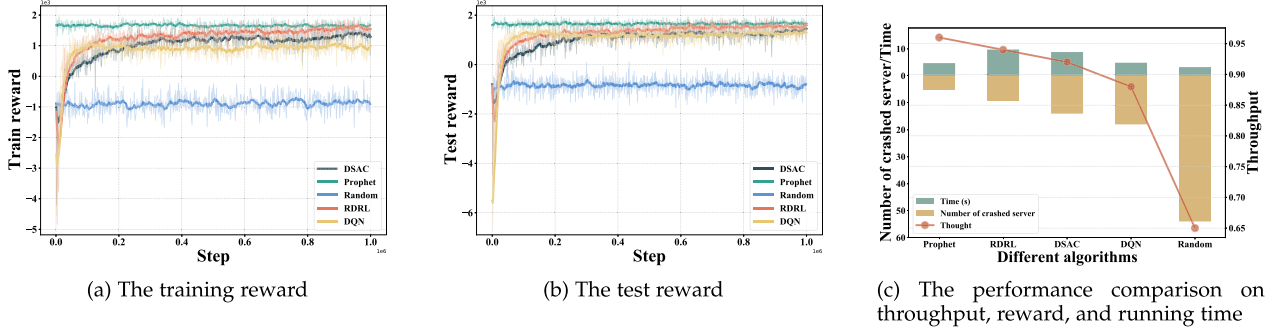 1e3
2
1
0
−1
−2
−3
−4
−5
Train reward
DSAC
Prophet
Random
RDRL
DQN
0.0 0.2 0.4 0.6 0.8 1.0
1e6
Step
(a) The training reward
1e3
2
0
−2
−4
−6
Test reward
DSAC
Prophet
Random
RDRL
DQN
0.0 0.2 0.4 0.6 0.8 1.0
1e6
Step
(b) The test reward
Number of crashed server/Time
10
0
10
20
30
40
50
60
Time (s)
Number of crashed server
Thought
0.95
0.90
0.85
0.80
0.75
0.70
0.65
Throughput
Prophet RDRL DSAC DQN Random
Different algorithms
(c) The performance comparison on
throughput, reward, and running time